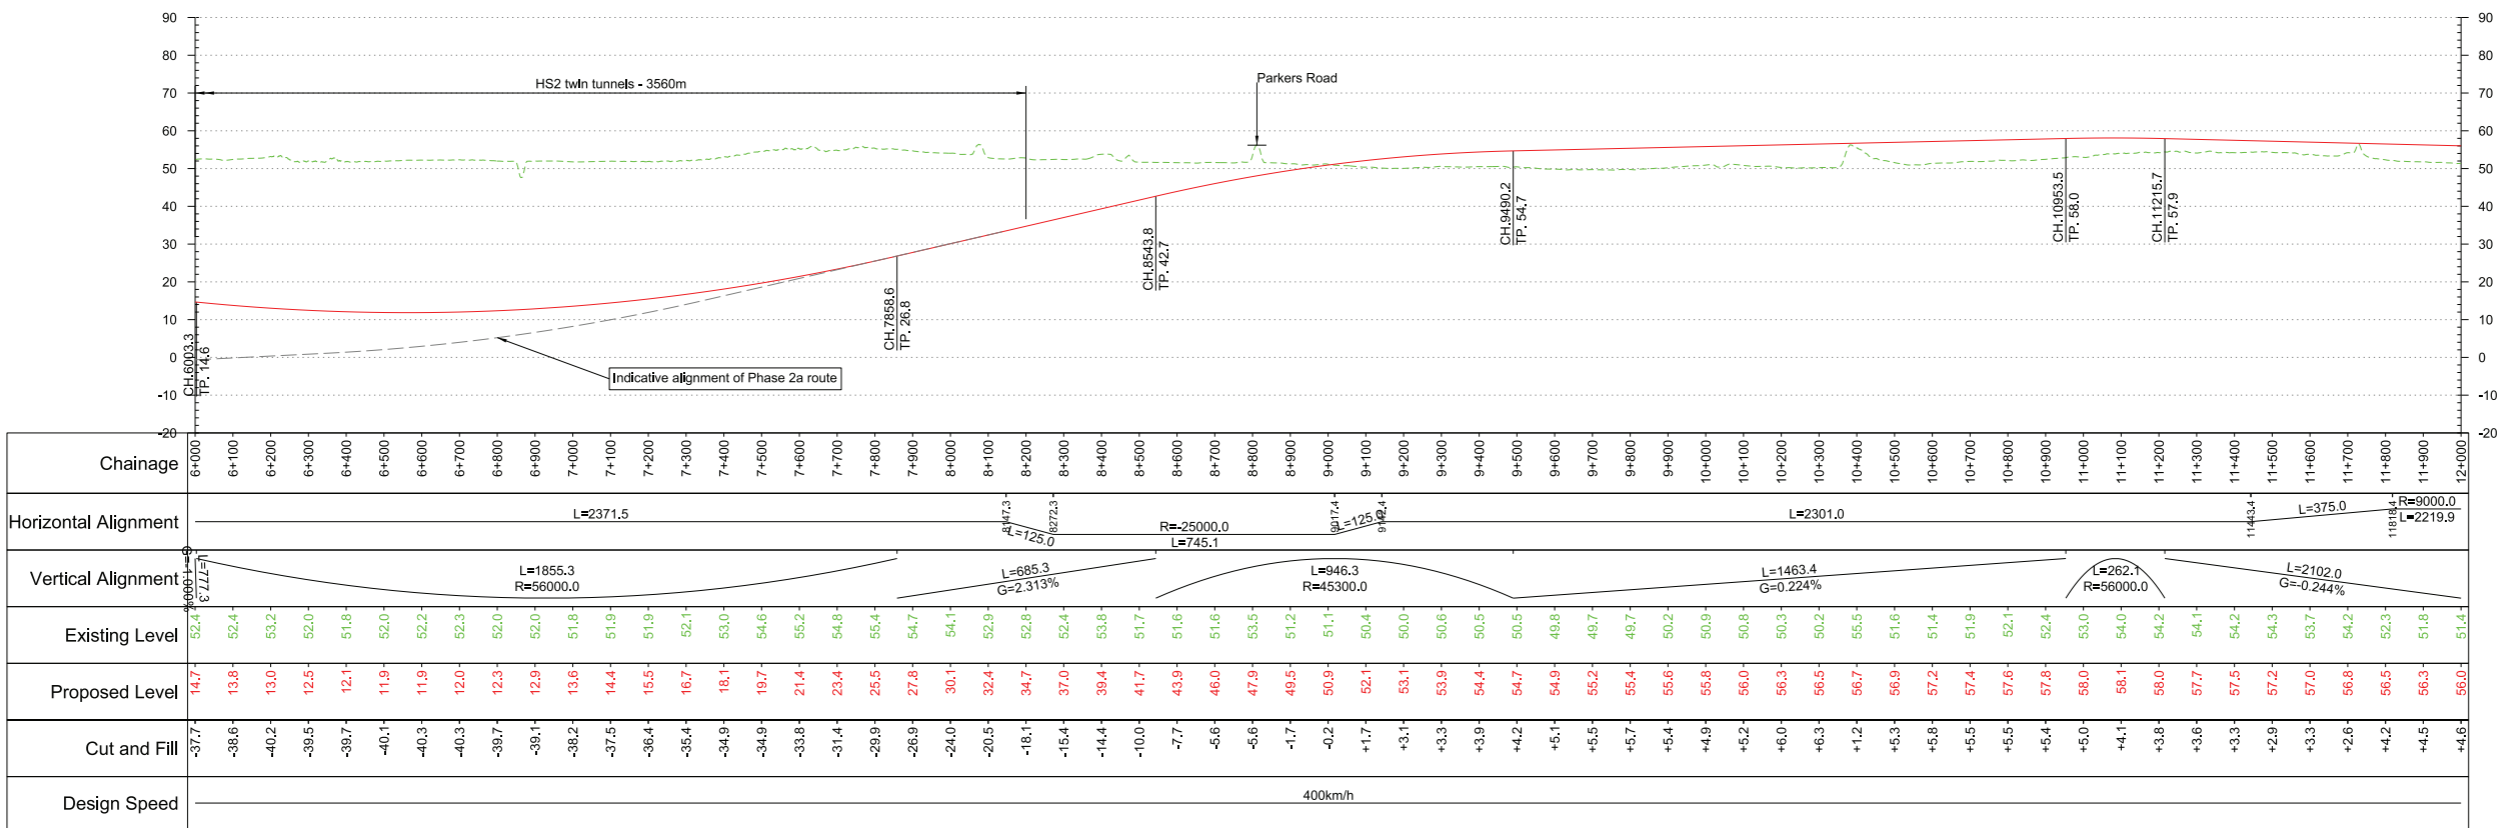 90 90
80 80
70 70
60 60
50 50
40 40
30 30
20 20
10 10
0 0
-10 -10
-20 -20
HS2 twin tunnels - 3560m
Parkers Road
Indicative alignment of Phase 2a route
CH.6003.3
TP. 14.6
CH.7858.6
TP. 26.8
CH.8543.8
TP. 42.7
CH.9490.2
TP. 54.7
CH.10953.5
TP. 58.0
CH.11215.7
TP. 57.9
Chainage 6+000 6+100 6+200 6+300 6+400 6+500 6+600 6+700 6+800 6+900 7+000 7+100 7+200 7+300 7+400 7+500 7+600 7+700 7+800 7+900 8+000 8+100 8+200 8+300 8+400 8+500 8+600 8+700 8+800 8+900 9+000 9+100 9+200 9+300 9+400 9+500 9+600 9+700 9+800 9+900 10+000 10+100 10+200 10+300 10+400 10+500 10+600 10+700 10+800 10+900 11+000 11+100 11+200 11+300 11+400 11+500 11+600 11+700 11+800 11+900 12+000
Horizontal Alignment L=2371.5 8147.3 L=125.0 8272.3 R=-25000.0 L=745.1 9017.4 L=125.0 9142.4 L=2301.0 11443.4 L=375.0 11818.4 R=9000.0 L=2219.9
Vertical Alignment G=-1.000% L=777.3 L=1855.3 R=56000.0 L=685.3 G=2.313% L=946.3 R=45300.0 L=1463.4 G=0.224% L=262.1 R=56000.0 L=2102.0 G=-0.244%
Existing Level 52.4 52.4 53.2 52.0 51.8 52.0 52.2 52.3 52.0 52.0 51.8 51.9 51.9 52.1 53.0 54.6 55.2 54.8 55.4 54.7 54.1 52.9 52.8 52.4 53.8 51.7 51.6 51.6 53.5 51.2 51.1 50.4 50.0 50.6 50.5 50.5 49.8 49.7 49.7 50.2 50.9 50.8 50.3 50.2 55.5 51.6 51.4 51.9 52.1 52.4 53.0 54.0 54.2 54.1 54.2 54.3 53.7 54.2 52.3 51.8 51.4
Proposed Level 14.7 13.8 13.0 12.5 12.1 11.9 11.9 12.0 12.3 12.9 13.6 14.4 15.5 16.7 18.1 19.7 21.4 23.4 25.5 27.8 30.1 32.4 34.7 37.0 39.4 41.7 43.9 46.0 47.9 49.5 50.9 52.1 53.1 53.9 54.4 54.7 54.9 55.2 55.4 55.6 55.8 56.0 56.3 56.5 56.7 56.9 57.2 57.4 57.6 57.8 58.0 58.1 58.0 57.7 57.5 57.2 57.0 56.8 56.5 56.3 56.0
Cut and Fill -37.7 -38.6 -40.2 -39.5 -39.7 -40.1 -40.3 -40.3 -39.7 -39.1 -38.2 -37.5 -36.4 -35.4 -34.9 -34.9 -33.8 -31.4 -29.9 -26.9 -24.0 -20.5 -18.1 -15.4 -14.4 -10.0 -7.7 -5.6 -5.6 -1.7 -0.2 +1.7 +3.1 +3.3 +3.9 +4.2 +5.1 +5.5 +5.7 +5.4 +4.9 +5.2 +6.0 +6.3 +1.2 +5.3 +5.8 +5.5 +5.5 +5.4 +5.0 +4.1 +3.8 +3.6 +3.3 +2.9 +3.3 +2.6 +4.2 +4.5 +4.6
Design Speed 400km/h